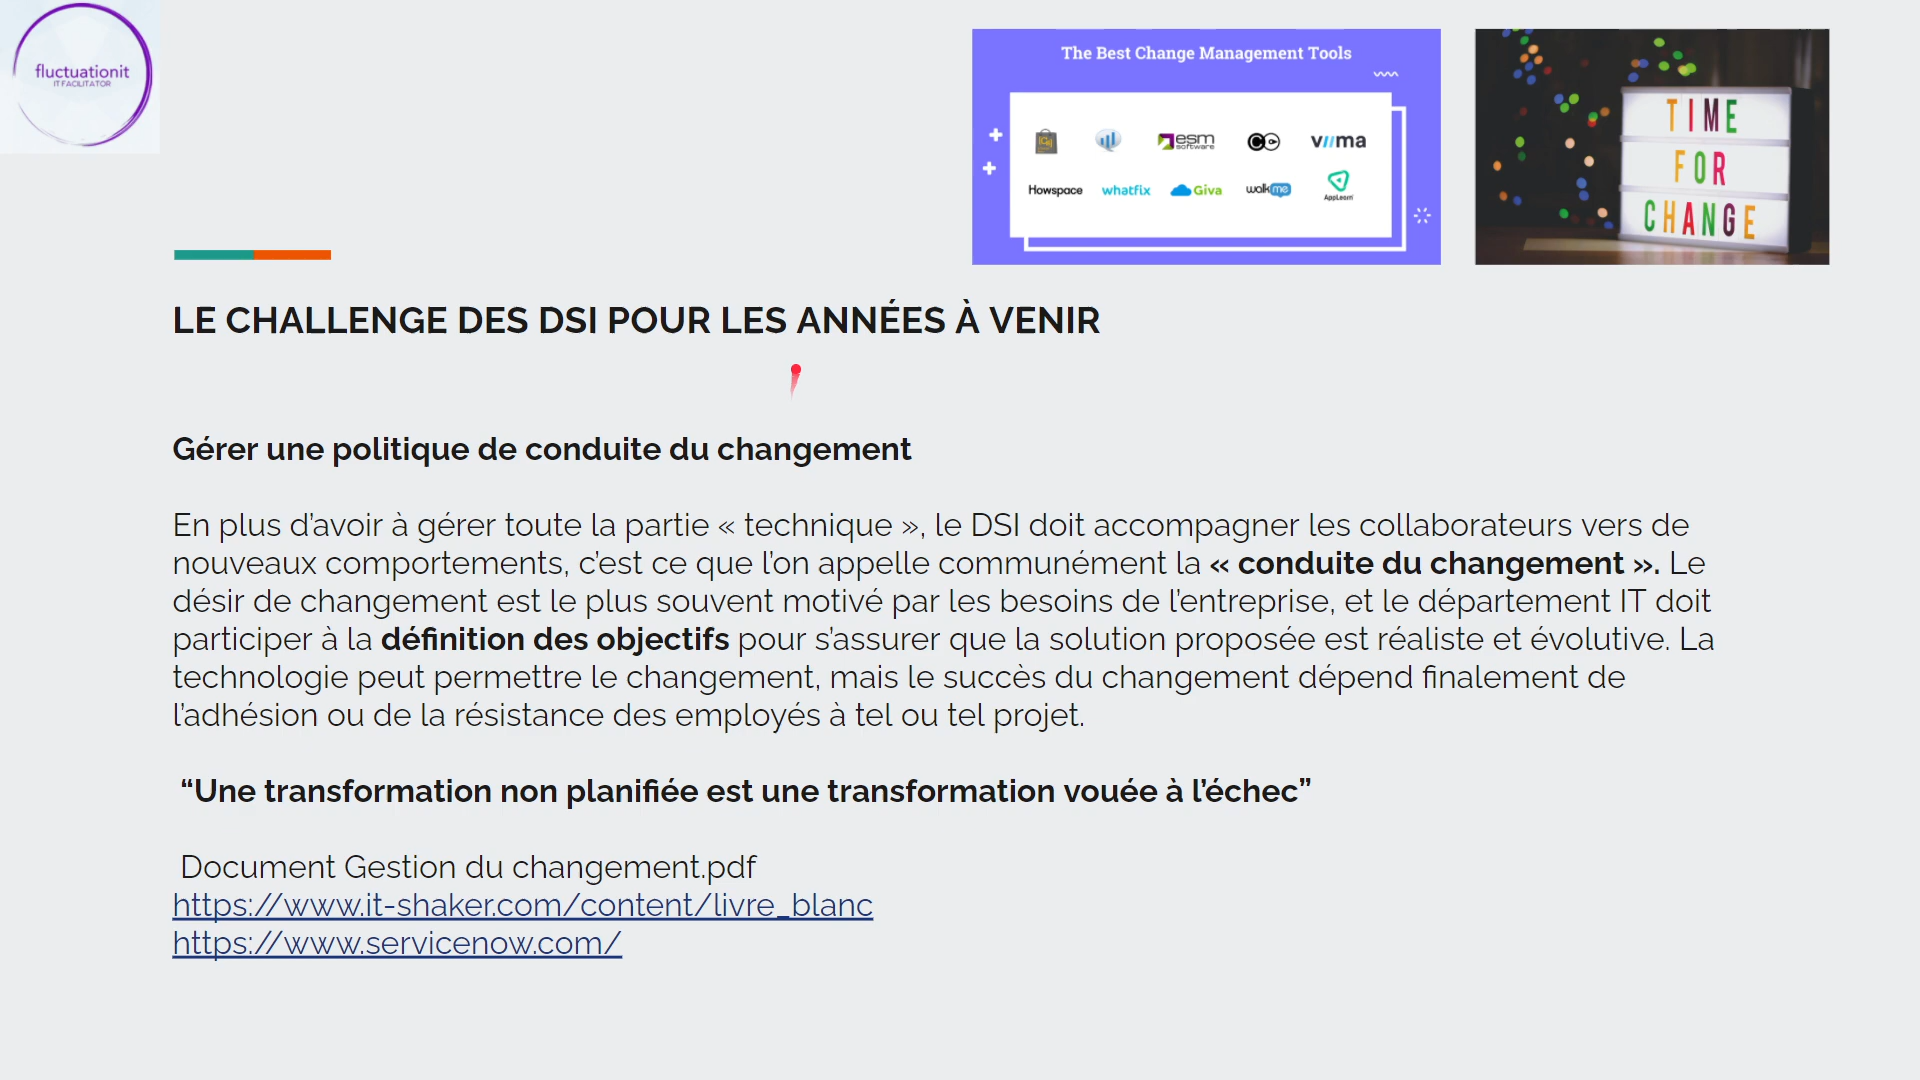 fluctuationit
IT FACILITATOR
The Best Change Management Tools
esm
software
viima
Howspace
whatfix
Giva
walkme
AppLearn
TIME
FOR
CHANGE
LE CHALLENGE DES DSI POUR LES ANNÉES À VENIR
Gérer une politique de conduite du changement
En plus d’avoir à gérer toute la partie « technique », le DSI doit accompagner les collaborateurs vers de
nouveaux comportements, c’est ce que l’on appelle communément la « conduite du changement ». Le
désir de changement est le plus souvent motivé par les besoins de l’entreprise, et le département IT doit
participer à la définition des objectifs pour s’assurer que la solution proposée est réaliste et évolutive. La
technologie peut permettre le changement, mais le succès du changement dépend finalement de
l’adhésion ou de la résistance des employés à tel ou tel projet.
“Une transformation non planifiée est une transformation vouée à l’échec”
Document Gestion du changement.pdf
https://www.it-shaker.com/content/livre_blanc
https://www.servicenow.com/